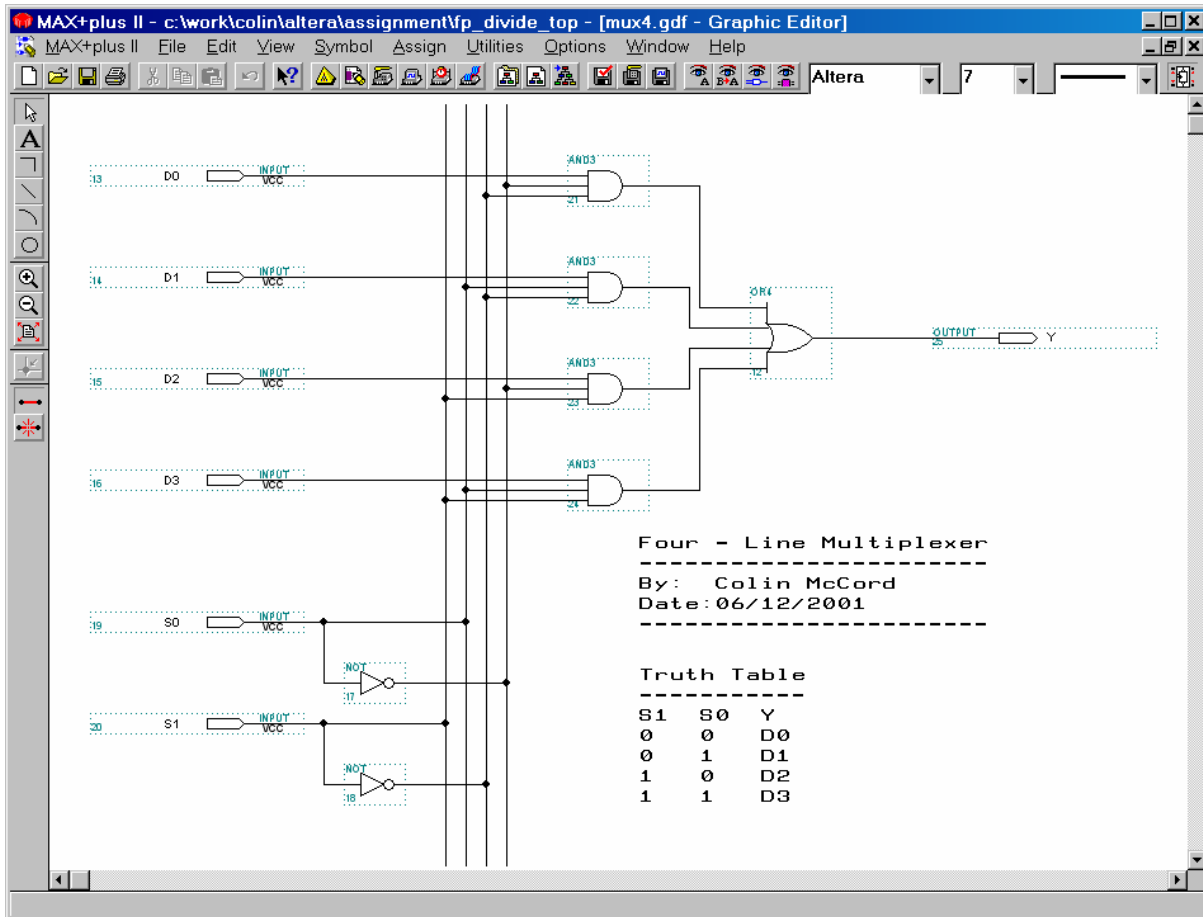 MAX+plus II - c:\work\colin\altera\assignment\fp_divide_top - [mux4.gdf - Graphic Editor]
MAX+plus II File Edit View Symbol Assign Utilities Options Window Help
Altera 7
AND3
13 D0 INPUT
VCC
21
AND3
14 D1 INPUT
VCC
22
OR4
OUTPUT
25 Y
AND3
15 D2 INPUT
VCC
12
23
AND3
16 D3 INPUT
VCC
24
Four - Line Multiplexer
------------------------
By: Colin McCord
Date:06/12/2001
------------------------
19 S0 INPUT
VCC
NOT
17
Truth Table
-----------
20 S1 INPUT
VCC
NOT
18
S1 S0 Y
0 0 D0
0 1 D1
1 0 D2
1 1 D3